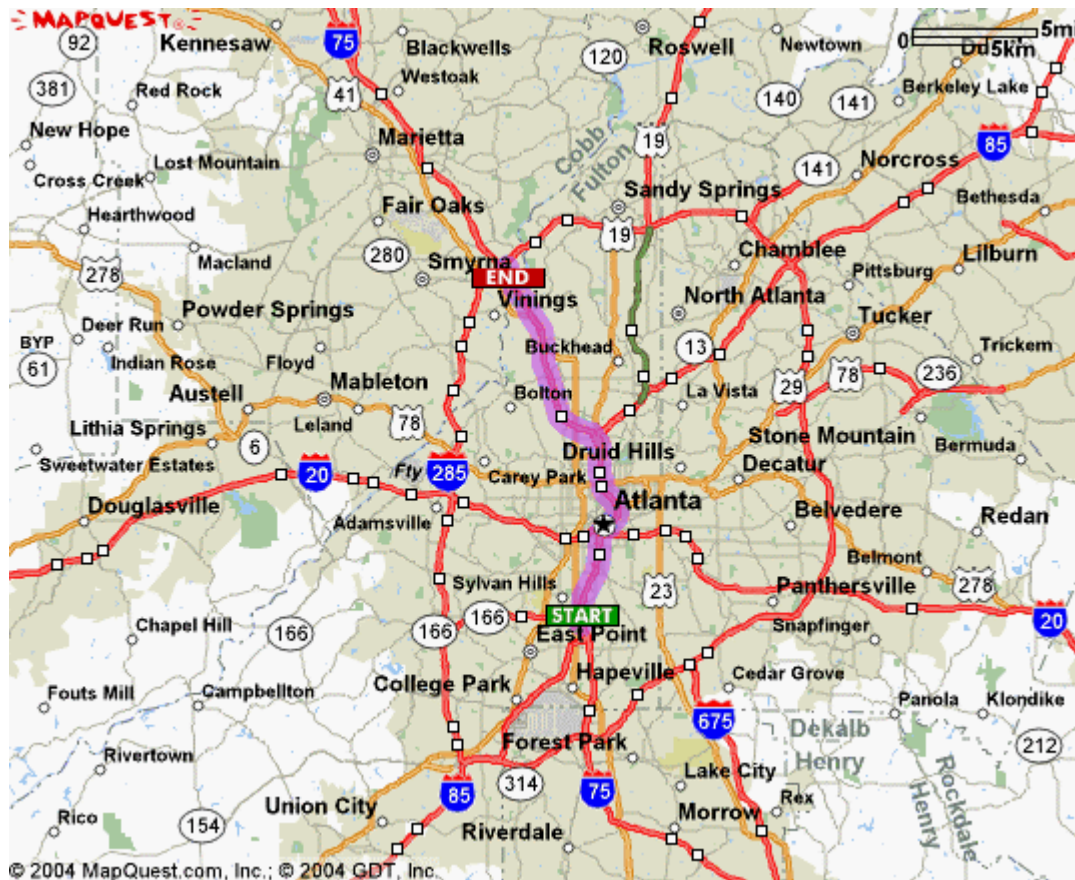 MAPQUEST
92
Kennesaw
75
Blackwells
120
Roswell
Newtown
0
5mi
5km
Du
381
Red Rock
Westoak
41
19
140
141
Berkeley Lake
New Hope
Marietta
85
Cross Creek
Lost Mountain
Cobb
Fulton
Norcross
141
Sandy Springs
Bethesda
Hearthwood
Fair Oaks
19
Chamblee
Lilburn
278
Macland
280
Smyrna
END
Vinings
Pittsburg
Powder Springs
North Atlanta
Tucker
Deer Run
BYP
61
Indian Rose
Floyd
Buckhead
13
Trickem
Austell
Mableton
Bolton
La Vista
29
78
236
Lithia Springs
6
Leland
78
Druid Hills
Stone Mountain
Bermuda
Sweetwater Estates
20
Fty
285
Carey Park
Decatur
Douglasville
Adamsville
Atlanta
Belvedere
Redan
Belmont
Sylvan Hills
23
Panthersville
278
START
166
166
166
20
Chapel Hill
East Point
Snapfinger
Hapeville
Cedar Grove
Fouts Mill
Campbellton
College Park
Panola
Klondike
675
Dekalb
Henry
212
Rivertown
Forest Park
314
Lake City
Rockdale
Henry
85
75
Union City
Rex
Rico
154
Morrow
Riverdale
© 2004 MapQuest.com, Inc.; © 2004 GDT, Inc.